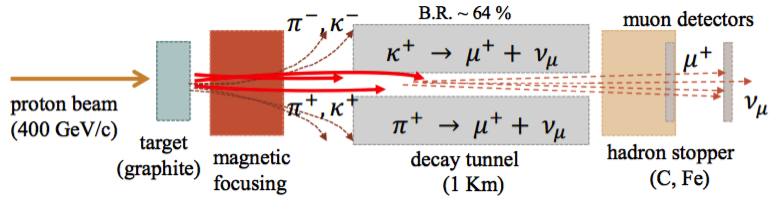 B.R. ~ 64 %
π⁻, κ⁻
κ⁺ → μ⁺ + ν_μ
muon detectors
μ⁺
proton beam
(400 GeV/c)
target
(graphite)
magnetic
focusing
π⁺, κ⁺
π⁺ → μ⁺ + ν_μ
decay tunnel
(1 Km)
hadron stopper
(C, Fe)
ν_μ